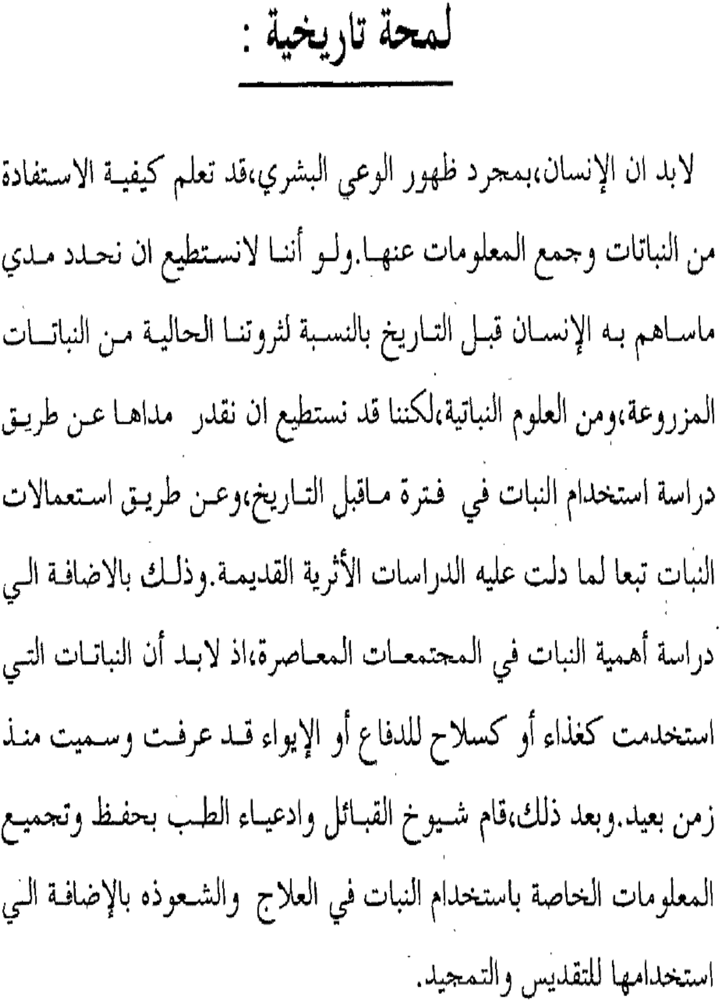 لمحة تاريخية :
لابد ان الإنسان،بمجرد ظهور الوعي البشري،قد تعلم كيفية الاستفادة
من النباتات وجمع المعلومات عنها.ولو أننا لانستطيع ان نحدد مدي
ماساهم به الإنسان قبل التاريخ بالنسبة لثروتنا الحالية من النباتات
المزروعة،ومن العلوم النباتية،لكننا قد نستطيع ان نقدر مداها عن طريق
دراسة استخدام النبات في فترة ماقبل التاريخ،وعن طريق استعمالات
النبات تبعا لما دلت عليه الدراسات الأثرية القديمة.وذلك بالاضافة الي
دراسة أهمية النبات في المجتمعات المعاصرة،اذ لابد أن النباتات التي
استخدمت كغذاء أو كسلاح للدفاع أو الإيواء قد عرفت وسميت منذ
زمن بعيد.وبعد ذلك،قام شيوخ القبائل وادعياء الطب بحفظ وتجميع
المعلومات الخاصة باستخدام النبات في العلاج والشعوذه بالإضافة الي
استخدامها للتقديس والتمجيد.